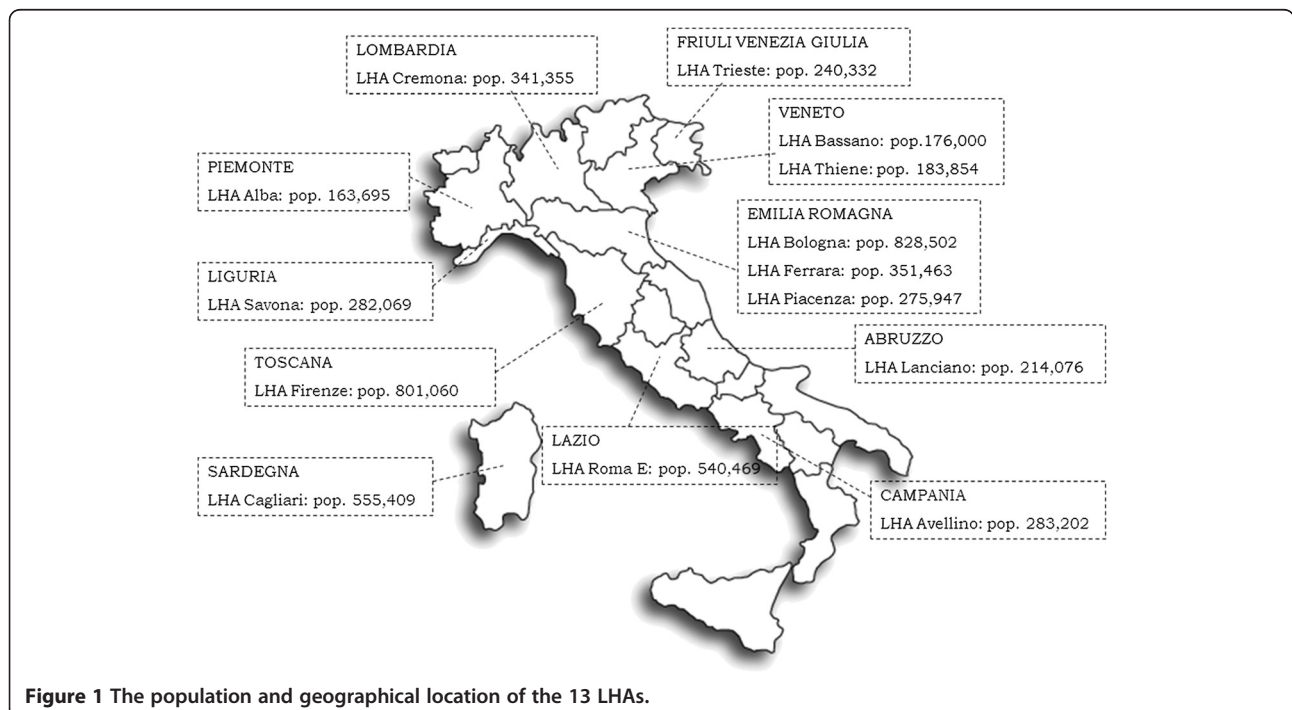 LOMBARDIA
LHA Cremona: pop. 341,355
FRIULI VENEZIA GIULIA
LHA Trieste: pop. 240,332
VENETO
LHA Bassano: pop.176,000
LHA Thiene: pop. 183,854
PIEMONTE
LHA Alba: pop. 163,695
EMILIA ROMAGNA
LHA Bologna: pop. 828,502
LHA Ferrara: pop. 351,463
LHA Piacenza: pop. 275,947
LIGURIA
LHA Savona: pop. 282,069
ABRUZZO
LHA Lanciano: pop. 214,076
TOSCANA
LHA Firenze: pop. 801,060
LAZIO
LHA Roma E: pop. 540,469
SARDEGNA
LHA Cagliari: pop. 555,409
CAMPANIA
LHA Avellino: pop. 283,202
Figure 1 The population and geographical location of the 13 LHAs.